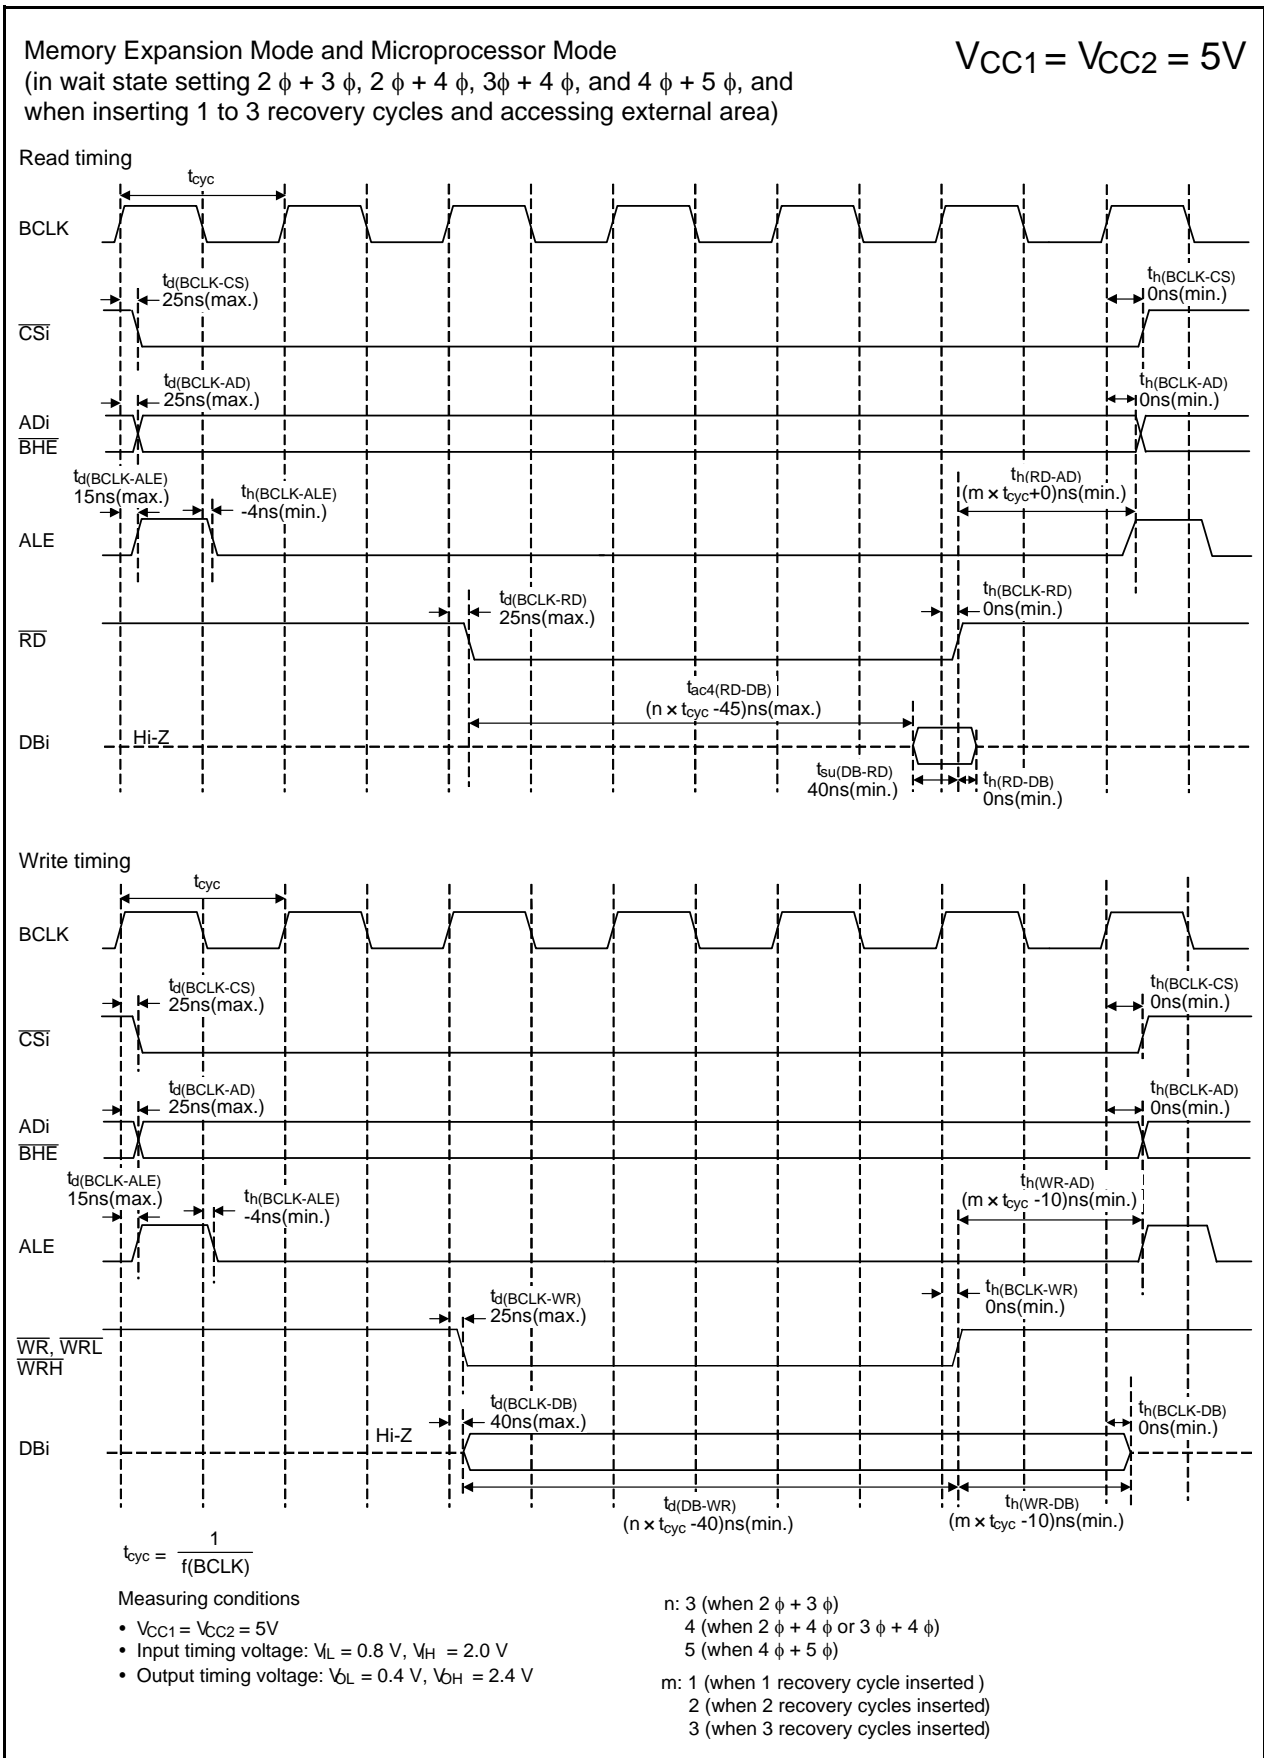 Memory Expansion Mode and Microprocessor Mode
(in wait state setting 2 ϕ + 3 ϕ, 2 ϕ + 4 ϕ, 3ϕ + 4 ϕ, and 4 ϕ + 5 ϕ, and
when inserting 1 to 3 recovery cycles and accessing external area)
VCC1 = VCC2 = 5V
Read timing
tcyc
BCLK
td(BCLK-CS)
25ns(max.)
th(BCLK-CS)
0ns(min.)
CSi
td(BCLK-AD)
25ns(max.)
th(BCLK-AD)
0ns(min.)
ADi
BHE
td(BCLK-ALE)
15ns(max.)
th(BCLK-ALE)
-4ns(min.)
th(RD-AD)
(m × tcyc+0)ns(min.)
ALE
td(BCLK-RD)
25ns(max.)
th(BCLK-RD)
0ns(min.)
RD
tac4(RD-DB)
(n × tcyc -45)ns(max.)
DBi
Hi-Z
tsu(DB-RD)
40ns(min.)
th(RD-DB)
0ns(min.)
Write timing
tcyc
BCLK
td(BCLK-CS)
25ns(max.)
th(BCLK-CS)
0ns(min.)
CSi
td(BCLK-AD)
25ns(max.)
th(BCLK-AD)
0ns(min.)
ADi
BHE
td(BCLK-ALE)
15ns(max.)
th(BCLK-ALE)
-4ns(min.)
th(WR-AD)
(m × tcyc -10)ns(min.)
ALE
td(BCLK-WR)
25ns(max.)
th(BCLK-WR)
0ns(min.)
WR, WRL
WRH
td(BCLK-DB)
40ns(max.)
th(BCLK-DB)
0ns(min.)
Hi-Z
DBi
td(DB-WR)
(n × tcyc -40)ns(min.)
th(WR-DB)
(m × tcyc -10)ns(min.)
tcyc = 1
f(BCLK)
Measuring conditions
• VCC1 = VCC2 = 5V
• Input timing voltage: VIL = 0.8 V, VIH = 2.0 V
• Output timing voltage: VOL = 0.4 V, VOH = 2.4 V
n: 3 (when 2 ϕ + 3 ϕ)
4 (when 2 ϕ + 4 ϕ or 3 ϕ + 4 ϕ)
5 (when 4 ϕ + 5 ϕ)
m: 1 (when 1 recovery cycle inserted )
2 (when 2 recovery cycles inserted)
3 (when 3 recovery cycles inserted)